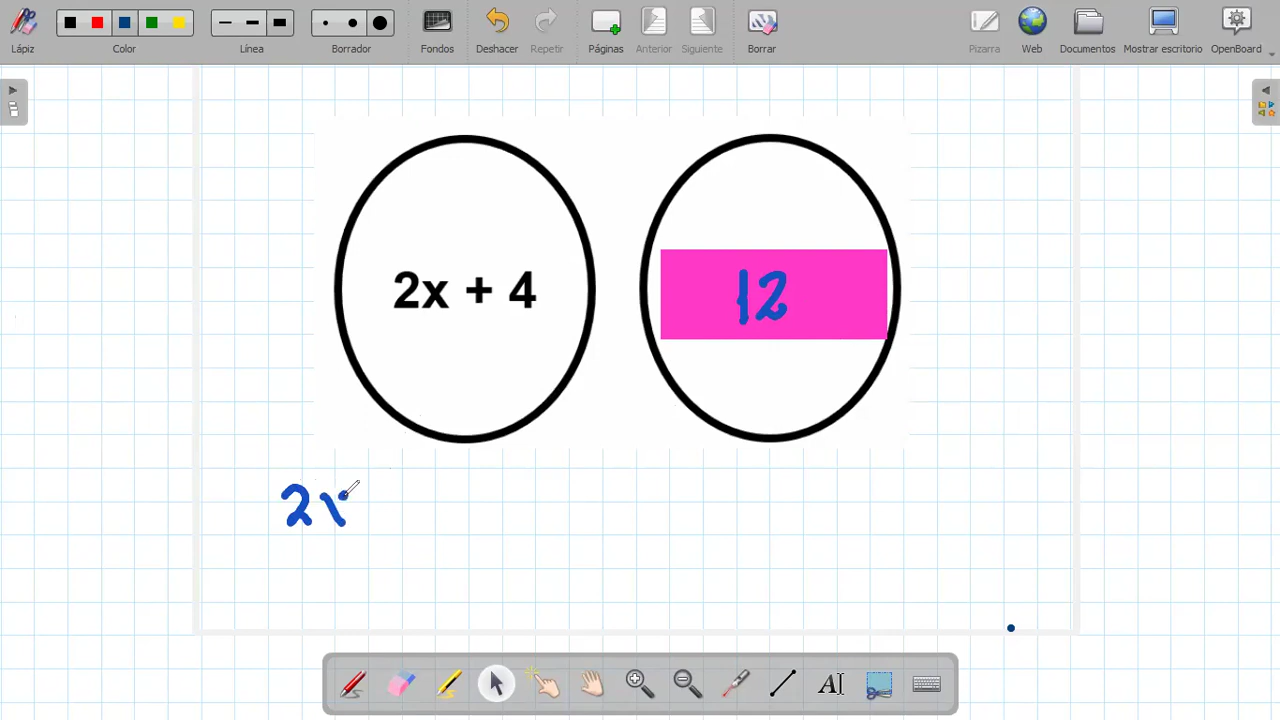 Lápiz
Color
Línea
Borrador
Fondos
Deshacer
Repetir
Páginas
Anterior
Siguiente
Borrar
Pizarra
Web
Documentos
Mostrar escritorio
OpenBoard
2x + 4
12
2x